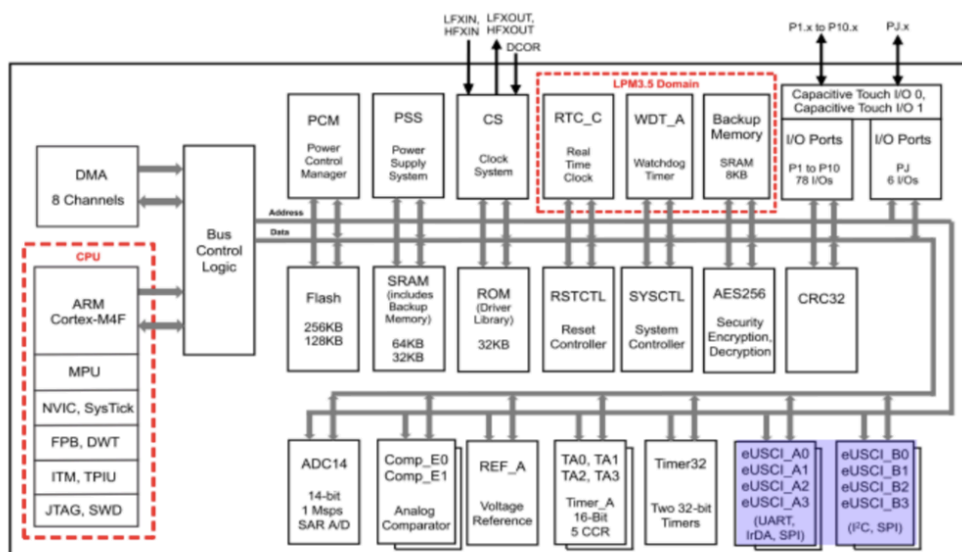 LFXIN,
HFXIN
LFXOUT,
HFXOUT
DCOR
P1.x to P10.x
PJ.x
LPM3.5 Domain
PCM
Power
Control
Manager
PSS
Power
Supply
System
CS
Clock
System
RTC_C
Real
Time
Clock
WDT_A
Watchdog
Timer
Backup
Memory
SRAM
8KB
Capacitive Touch I/O 0,
Capacitive Touch I/O 1
I/O Ports
P1 to P10
78 I/Os
I/O Ports
PJ
6 I/Os
DMA
8 Channels
Bus
Control
Logic
Address
Data
CPU
ARM
Cortex-M4F
MPU
NVIC, SysTick
FPB, DWT
ITM, TPIU
JTAG, SWD
Flash
256KB
128KB
SRAM
(includes
Backup
Memory)
64KB
32KB
ROM
(Driver
Library)
32KB
RSTCTL
Reset
Controller
SYSCTL
System
Controller
AES256
Security
Encryption,
Decryption
CRC32
ADC14
14-bit
1 Msps
SAR A/D
Comp_E0
Comp_E1
Analog
Comparator
REF_A
Voltage
Reference
TA0, TA1
TA2, TA3
Timer_A
16-Bit
5 CCR
Timer32
Two 32-bit
Timers
eUSCI_A0
eUSCI_A1
eUSCI_A2
eUSCI_A3
(UART,
IrDA, SPI)
eUSCI_B0
eUSCI_B1
eUSCI_B2
eUSCI_B3
(I²C, SPI)